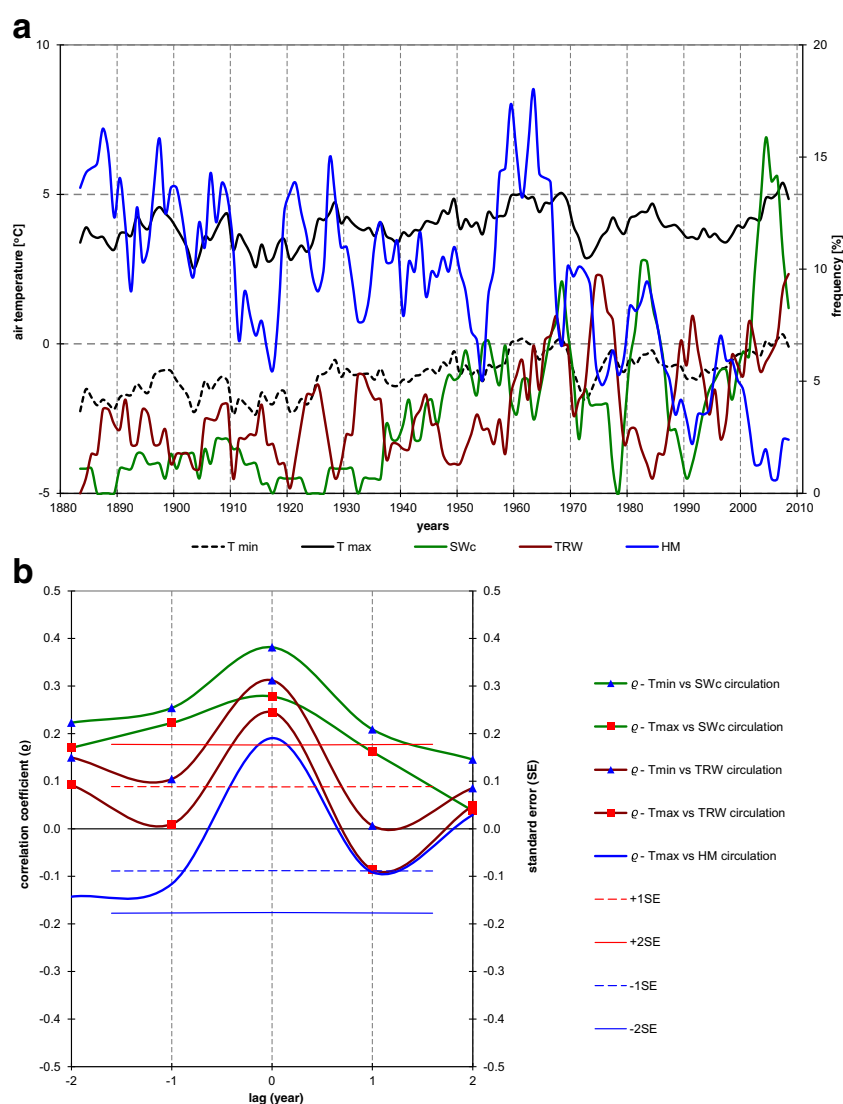 a
10
5
0
-5
air temperature [°C]
20
15
10
5
0
frequency [%]
1880 1890 1900 1910 1920 1930 1940 1950 1960 1970 1980 1990 2000 2010
years
T min T max SWc TRW HM
b
0.5
0.4
0.3
0.2
0.1
0.0
-0.1
-0.2
-0.3
-0.4
-0.5
correlation coefficient (ϱ)
0.5
0.4
0.3
0.2
0.1
0.0
-0.1
-0.2
-0.3
-0.4
-0.5
standard error (SE)
-2 -1 0 1 2
lag (year)
ϱ - Tmin vs SWc circulation
ϱ - Tmax vs SWc circulation
ϱ - Tmin vs TRW circulation
ϱ - Tmax vs TRW circulation
ϱ - Tmax vs HM circulation
+1SE
+2SE
-1SE
-2SE